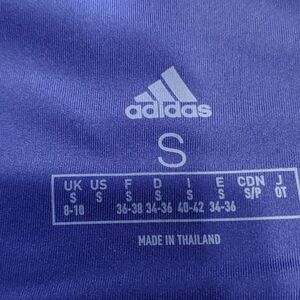 adidas
S
UK US F D I E CDN J
S S 36-38 34-36 40-42 34-36 S/P OT
8-10
MADE IN THAILAND